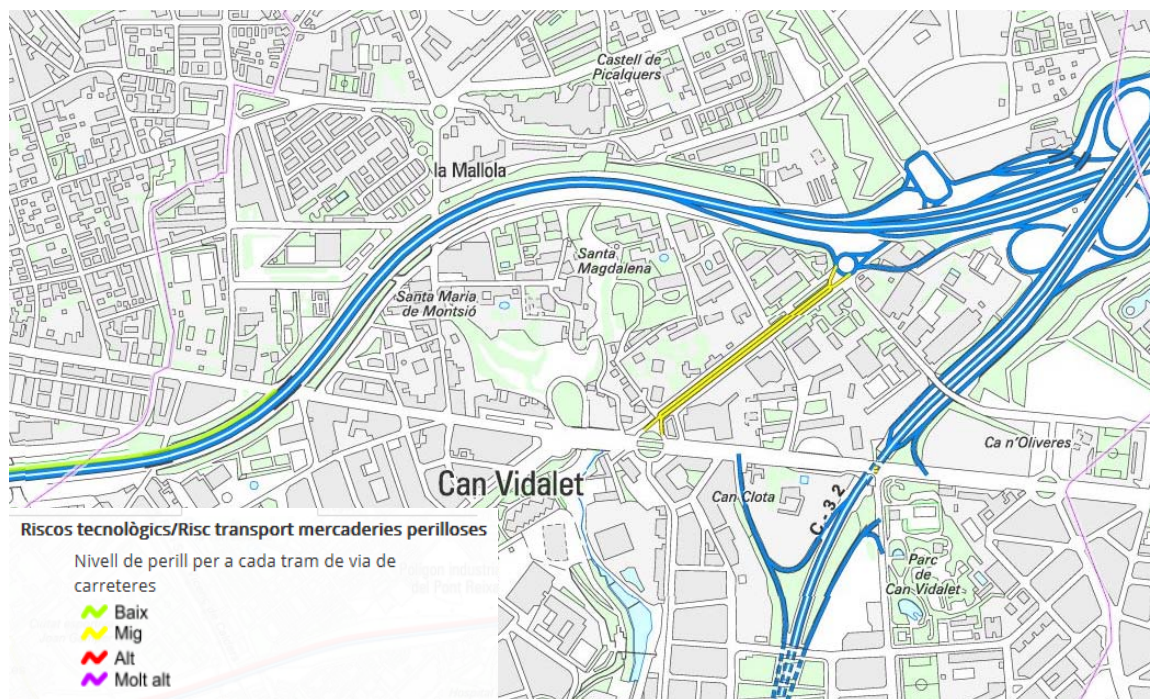 Castell de
Picalquers
la Mallola
Santa
Magdalena
Santa Maria
de Montsió
Ca n'Oliveres
Can Vidalet
Can Clota
C-32
Parc
de
Can Vidalet
Riscos tecnològics/Risc transport mercaderies perilloses
Nivell de perill per a cada tram de via de
carreteres
Baix
Mig
Alt
Molt alt